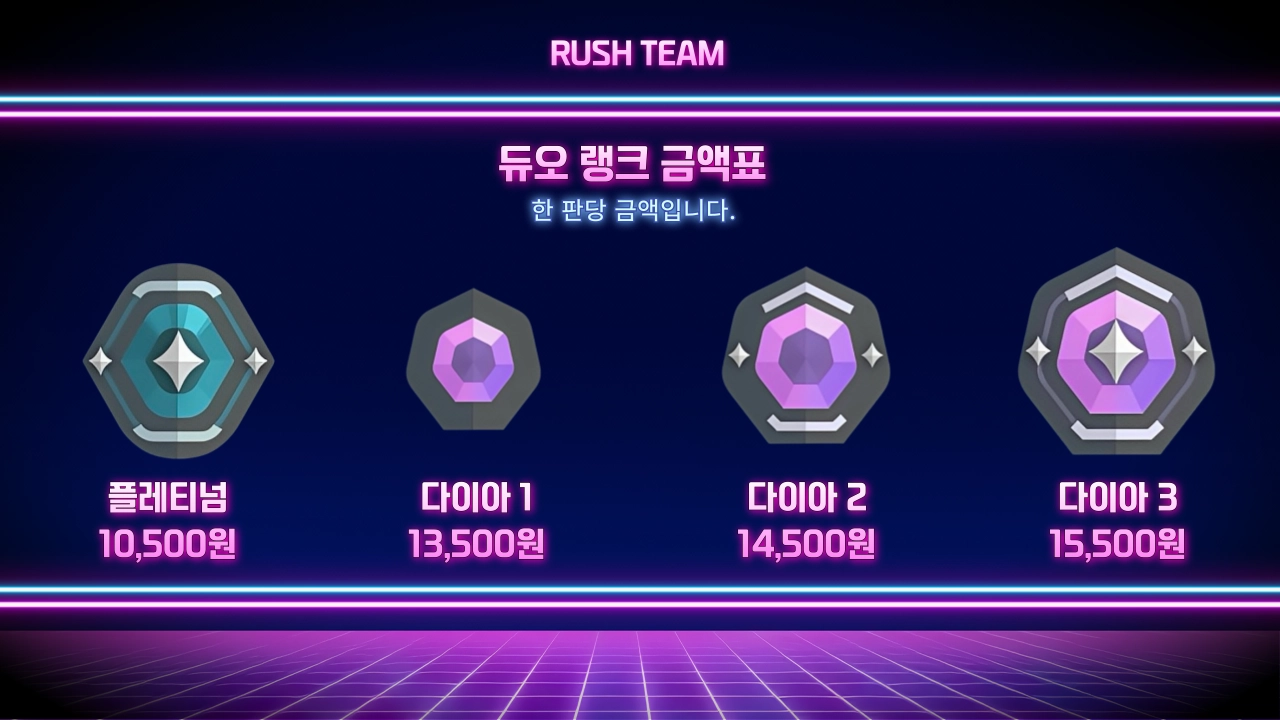 RUSH TEAM
듀오 랭크 금액표
한 판당 금액입니다.
플레티넘
10,500원
다이아 1
13,500원
다이아 2
14,500원
다이아 3
15,500원